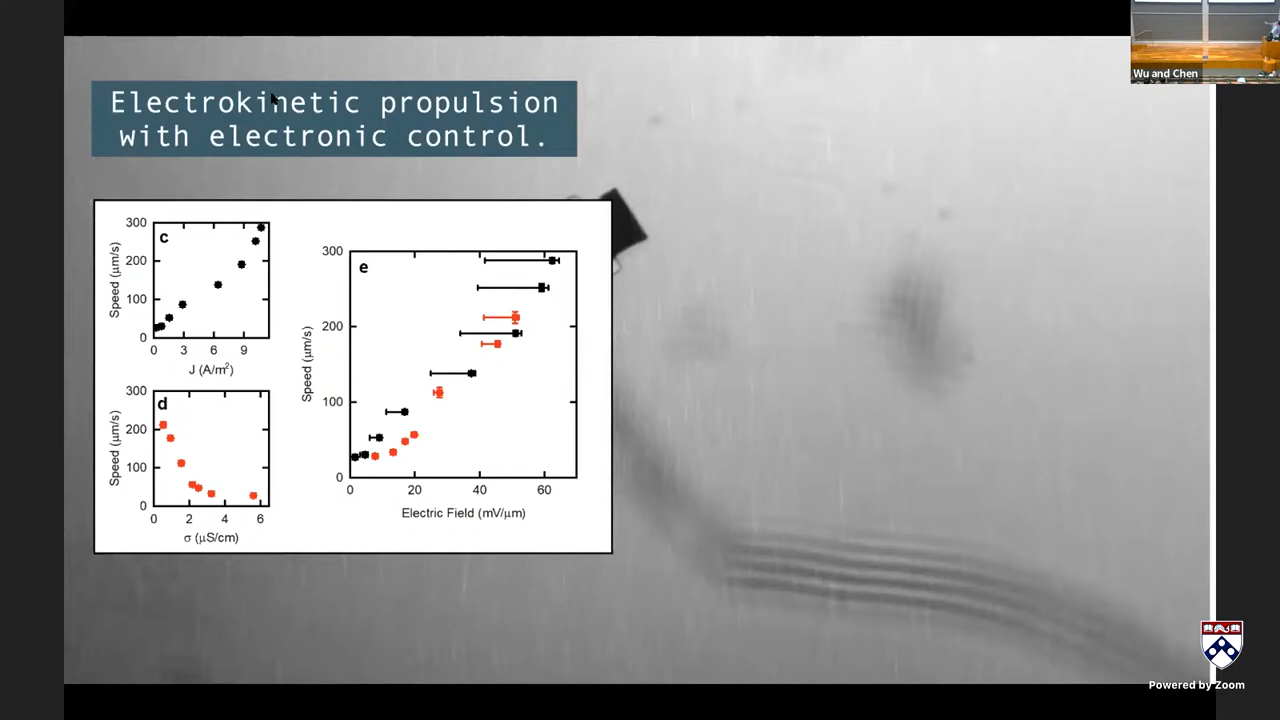 Wu and Chen
Electrokinetic propulsion
with electronic control.
c
Speed (μm/s)
300
200
100
0
0 3 6 9
J (A/m²)
d
Speed (μm/s)
300
200
100
0
0 2 4 6
σ (μS/cm)
e
Speed (μm/s)
300
200
100
0
0 20 40 60
Electric Field (mV/μm)
Powered by Zoom